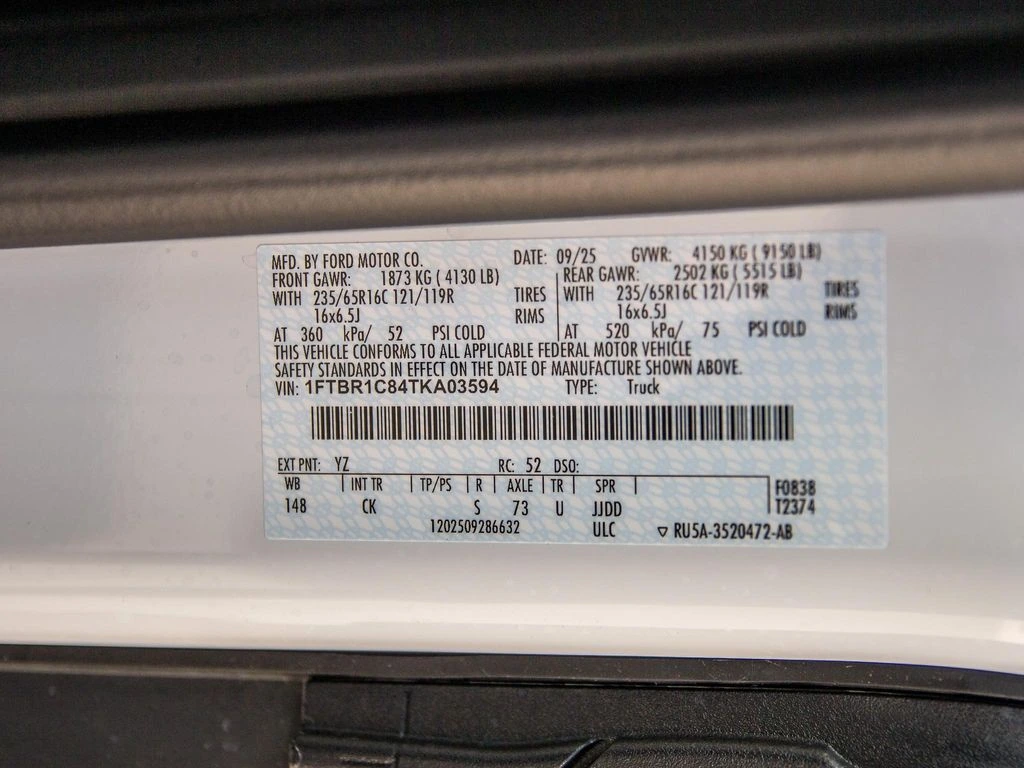 MFD. BY FORD MOTOR CO. DATE: 09/25 GVWR: 4150 KG ( 9150 LB)
FRONT GAWR: 1873 KG ( 4130 LB) REAR GAWR: 2502 KG ( 5515 LB)
WITH 235/65R16C 121/119R TIRES WITH 235/65R16C 121/119R TIRES
16x6.5J RIMS 16x6.5J RIMS
AT 360 kPa/ 52 PSI COLD AT 520 kPa/ 75 PSI COLD
THIS VEHICLE CONFORMS TO ALL APPLICABLE FEDERAL MOTOR VEHICLE
SAFETY STANDARDS IN EFFECT ON THE DATE OF MANUFACTURE SHOWN ABOVE.
VIN: 1FTBR1C84TKA03594 TYPE: Truck
EXT PNT: YZ RC: 52 DSO:
WB INT TR TP/PS R AXLE TR SPR F0838
148 CK S 73 U JJDD T2374
1202509286632 ULC ▽ RU5A-3520472-AB